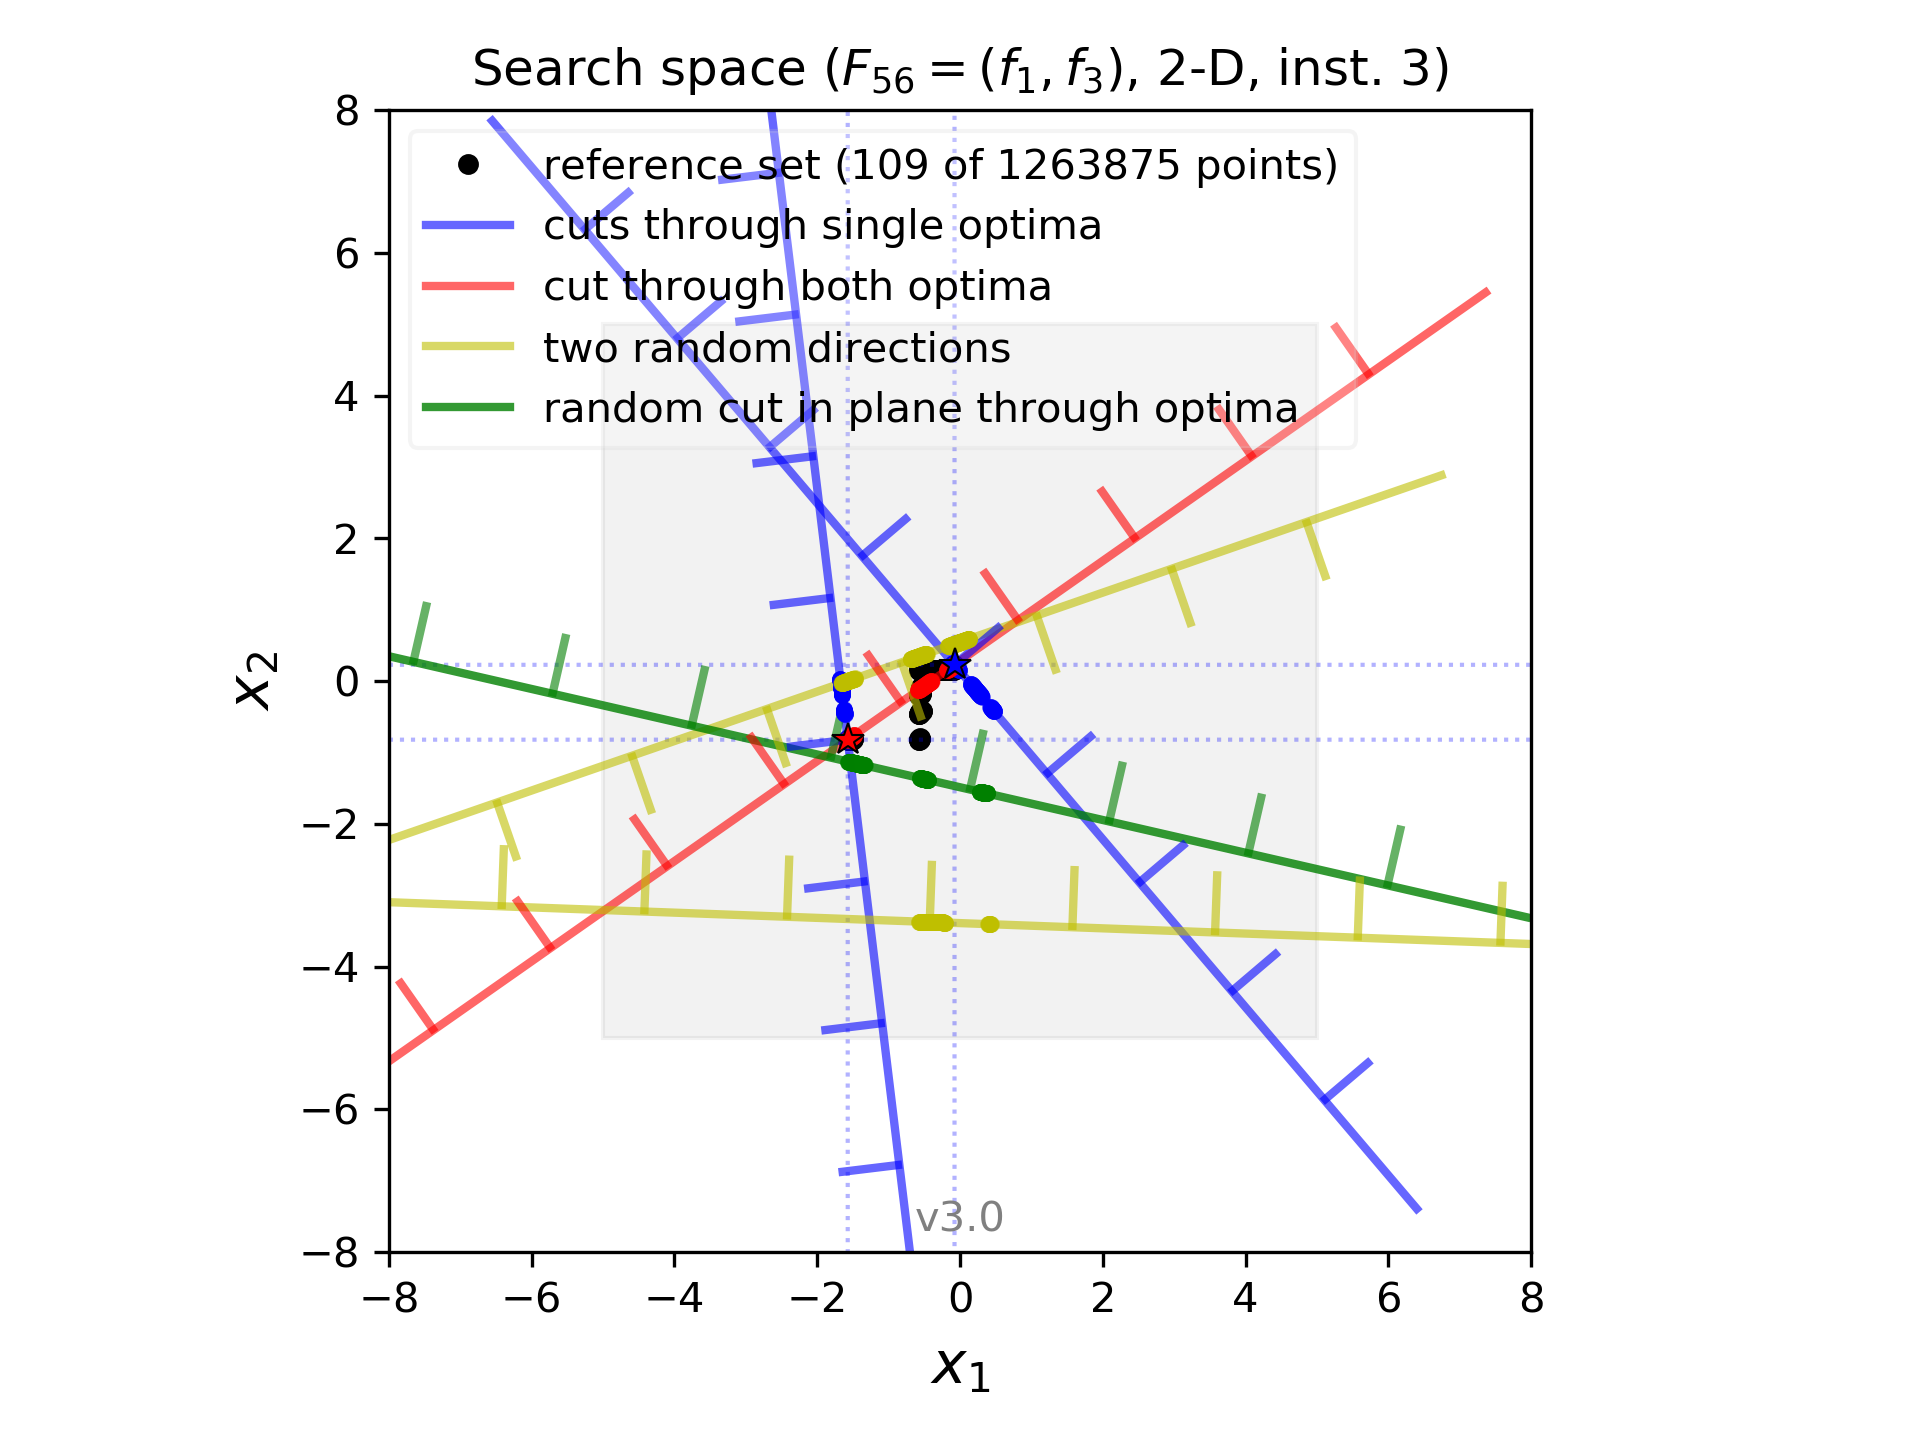 Search space (F56 = (f1, f3), 2-D, inst. 3)
reference set (109 of 1263875 points)
cuts through single optima
cut through both optima
two random directions
random cut in plane through optima
8
6
4
2
0
−2
−4
−6
−8
x2
v3.0
−8 −6 −4 −2 0 2 4 6 8
x1